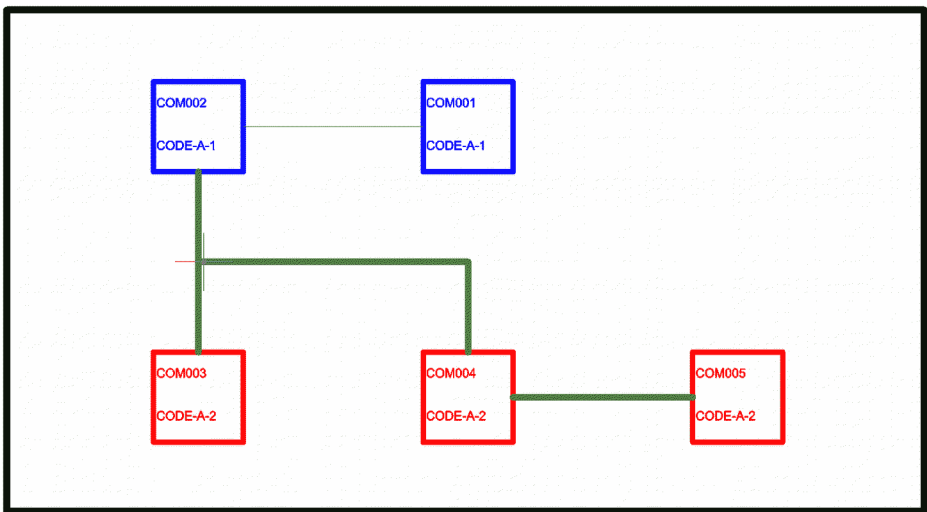 COM002
CODE-A-1
COM001
CODE-A-1
COM003
CODE-A-2
COM004
CODE-A-2
COM005
CODE-A-2